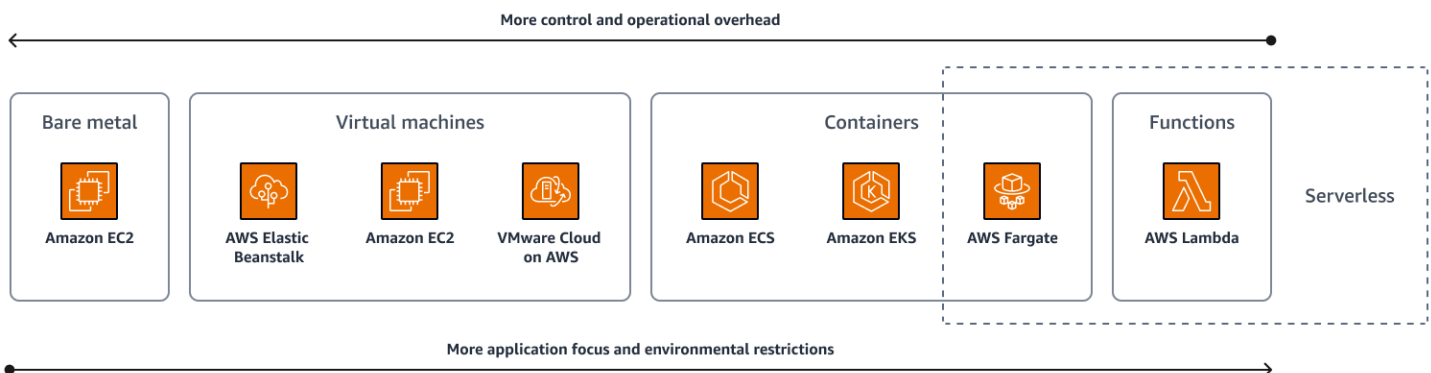 More control and operational overhead
Bare metal
Virtual machines
Containers
Functions
Serverless
Amazon EC2
AWS Elastic
Beanstalk
Amazon EC2
VMware Cloud
on AWS
Amazon ECS
K
Amazon EKS
AWS Fargate
AWS Lambda
More application focus and environmental restrictions